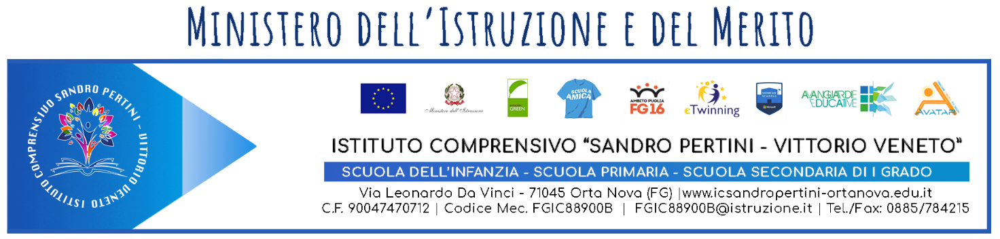 MINISTERO DELL'ISTRUZIONE E DEL MERITO
ISTITUTO COMPRENSIVO SANDRO PERTINI - VITTORIO VENETO
Ministero dell'Istruzione
GREEN
SCUOLA
AMICA
AMBITO PUGLIA
FG16
eTwinning
SHOWCASE
SCHOOLS
Microsoft
AVANGUARDIE
EDUCATIVE
AVATAR
ISTITUTO COMPRENSIVO “SANDRO PERTINI - VITTORIO VENETO”
SCUOLA DELL'INFANZIA - SCUOLA PRIMARIA - SCUOLA SECONDARIA DI I GRADO
Via Leonardo Da Vinci - 71045 Orta Nova (FG) |www.icsandropertini-ortanova.edu.it
C.F. 90047470712 | Codice Mec. FGIC88900B | FGIC88900B@istruzione.it | Tel./Fax: 0885/784215